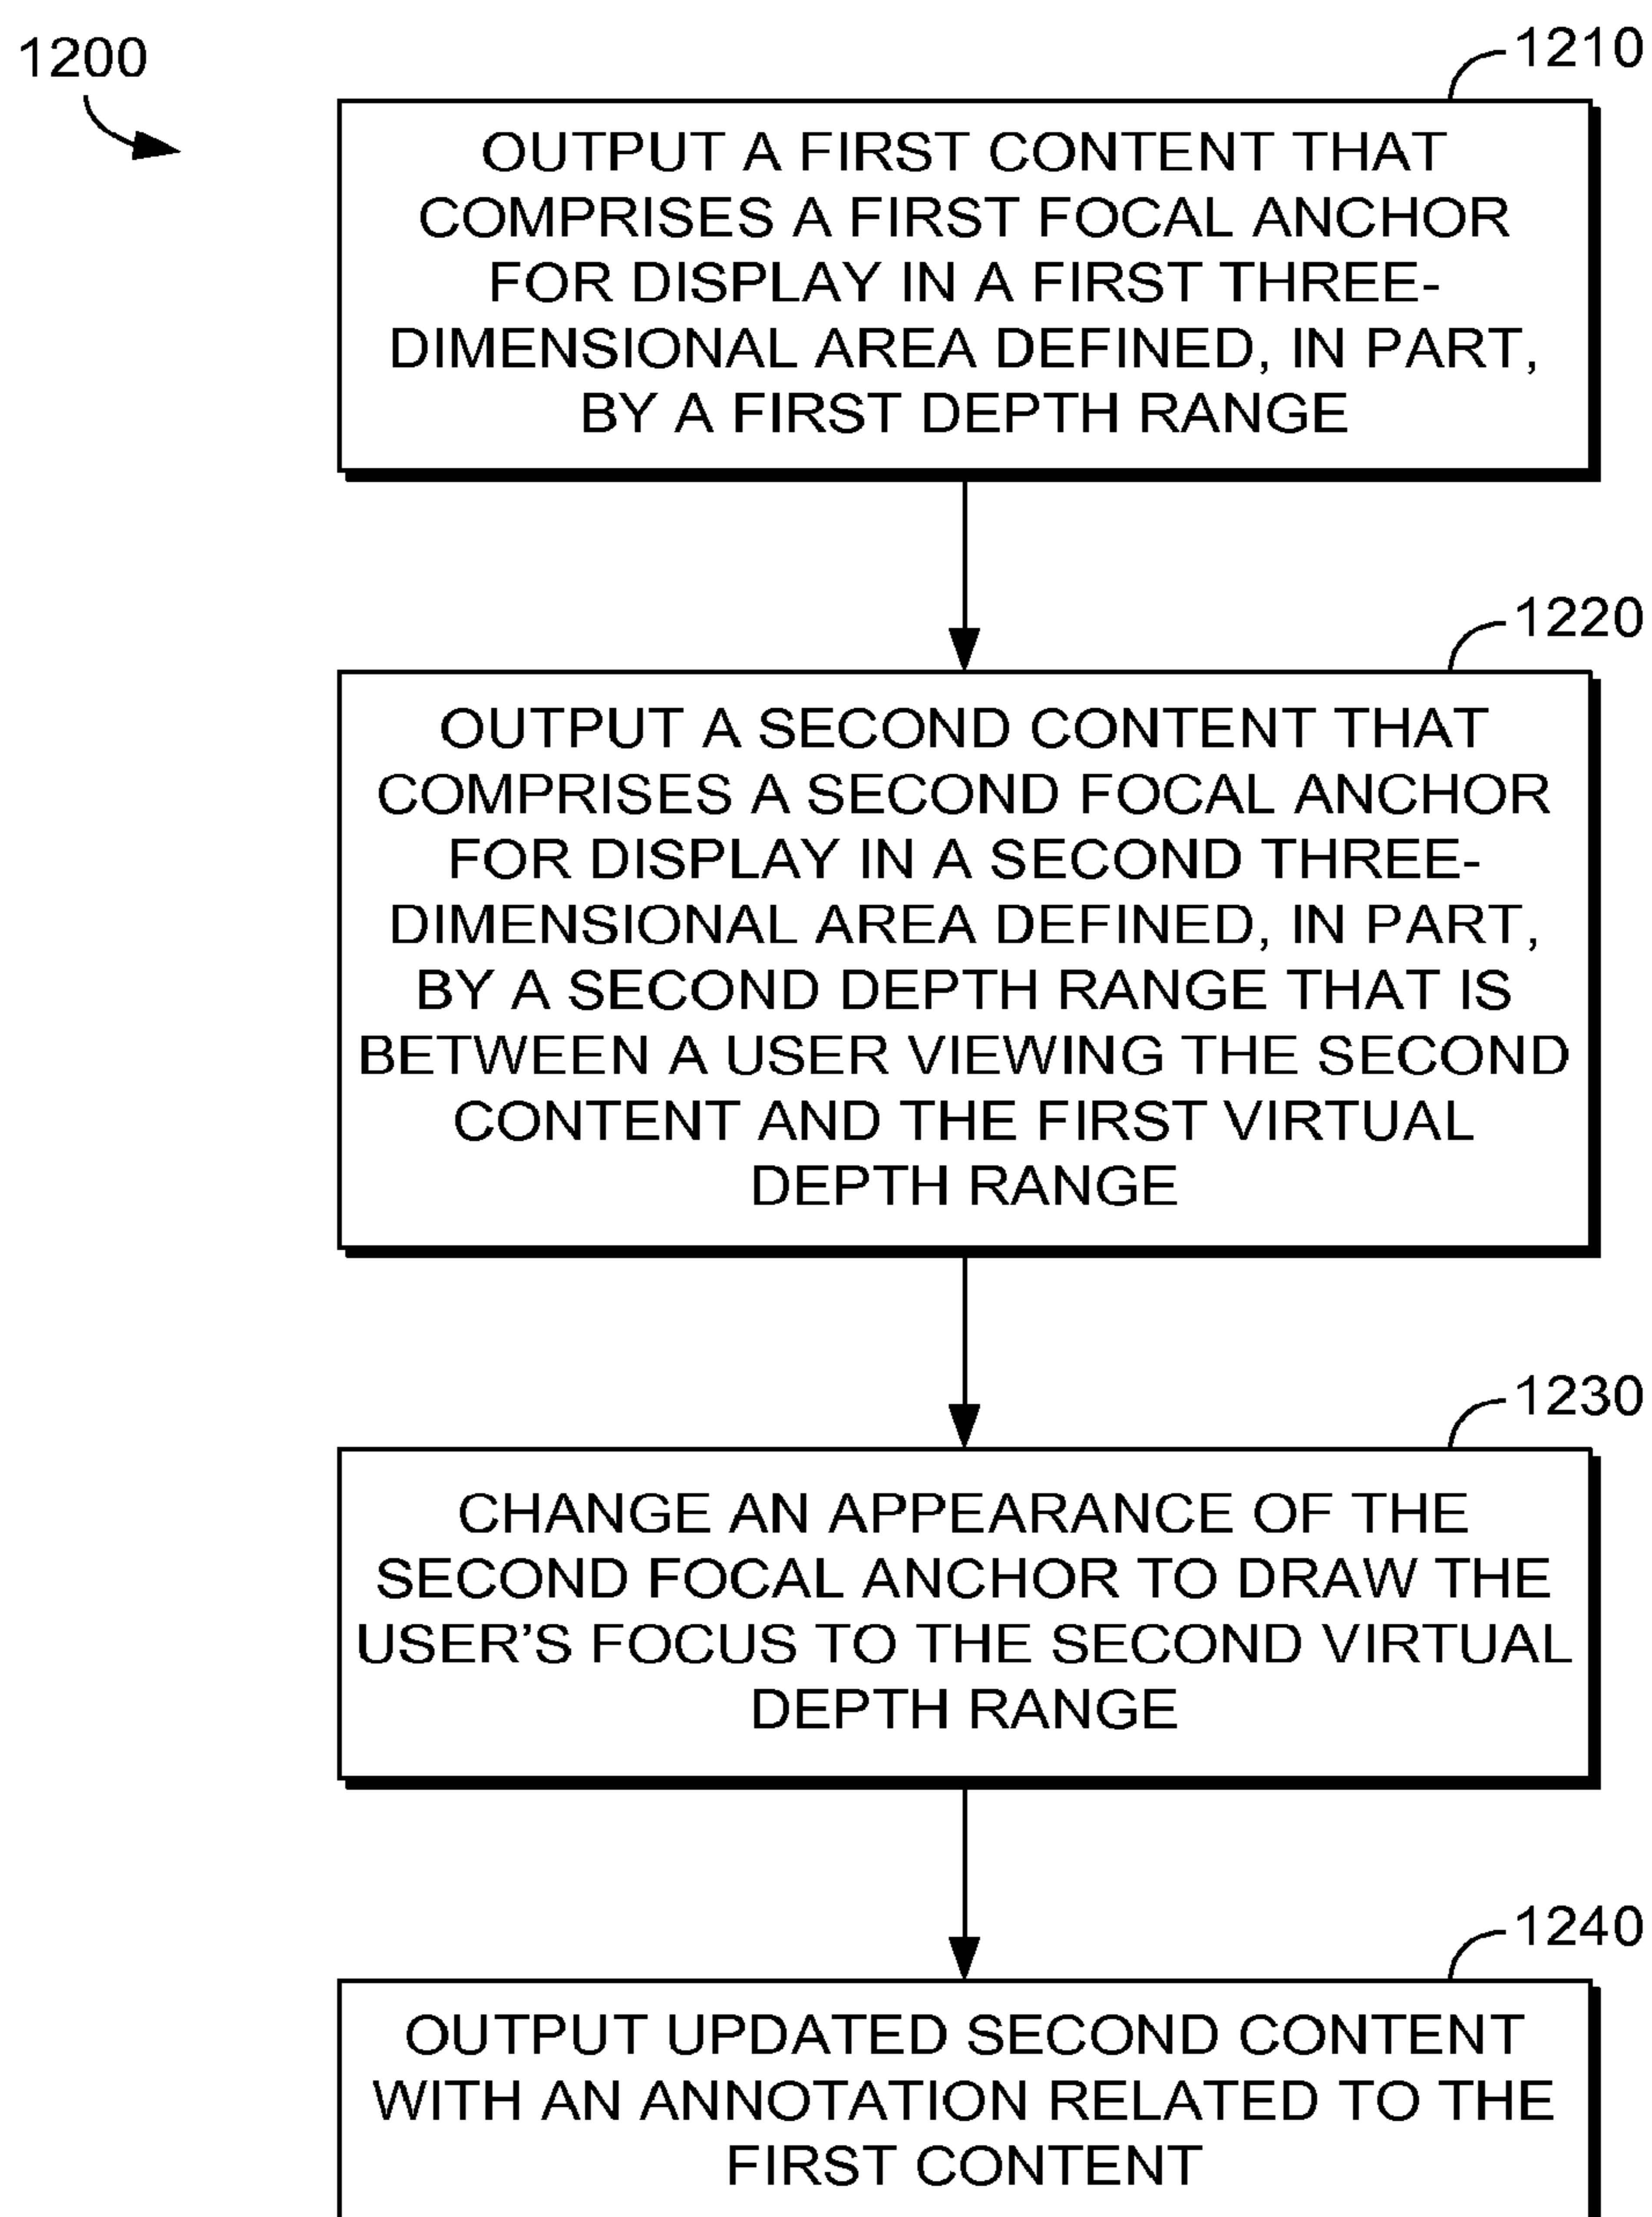 1200
1210
OUTPUT A FIRST CONTENT THAT
COMPRISES A FIRST FOCAL ANCHOR
FOR DISPLAY IN A FIRST THREE-
DIMENSIONAL AREA DEFINED, IN PART,
BY A FIRST DEPTH RANGE
1220
OUTPUT A SECOND CONTENT THAT
COMPRISES A SECOND FOCAL ANCHOR
FOR DISPLAY IN A SECOND THREE-
DIMENSIONAL AREA DEFINED, IN PART,
BY A SECOND DEPTH RANGE THAT IS
BETWEEN A USER VIEWING THE SECOND
CONTENT AND THE FIRST VIRTUAL
DEPTH RANGE
1230
CHANGE AN APPEARANCE OF THE
SECOND FOCAL ANCHOR TO DRAW THE
USER'S FOCUS TO THE SECOND VIRTUAL
DEPTH RANGE
1240
OUTPUT UPDATED SECOND CONTENT
WITH AN ANNOTATION RELATED TO THE
FIRST CONTENT